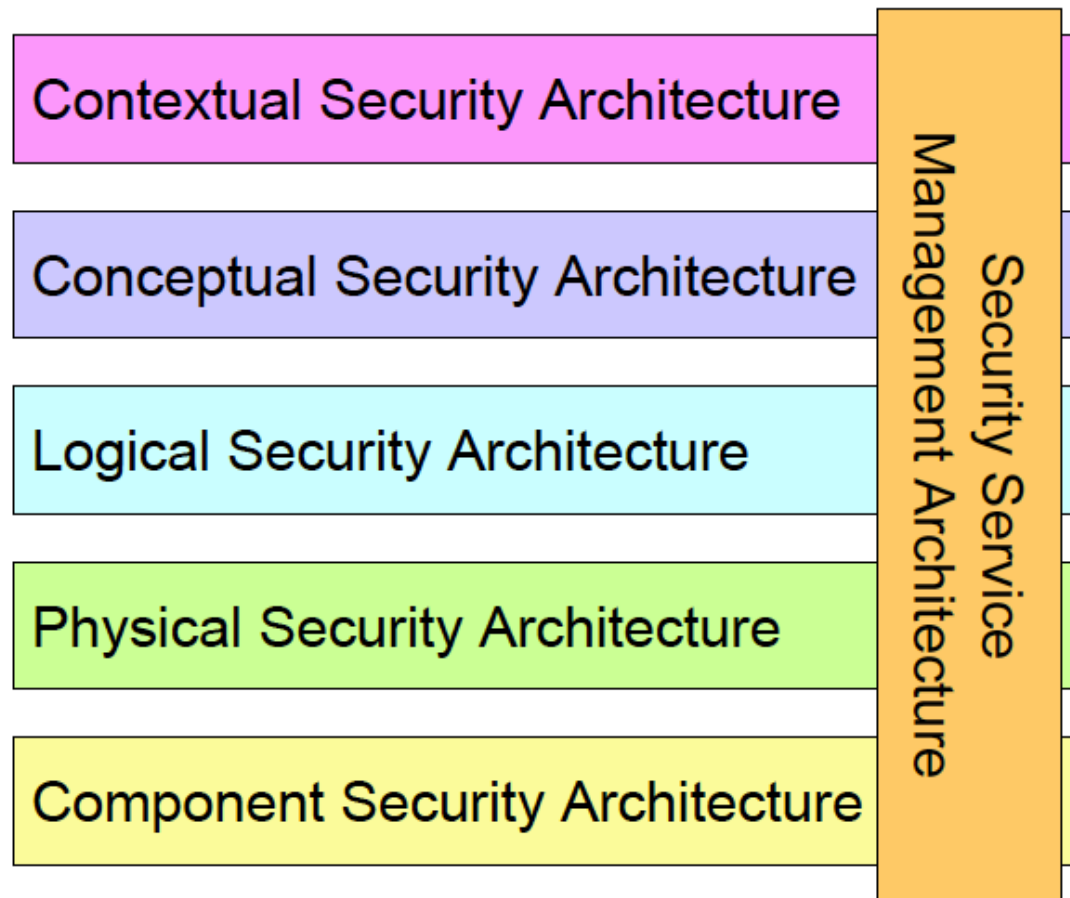 Contextual Security Architecture
Conceptual Security Architecture
Logical Security Architecture
Physical Security Architecture
Component Security Architecture
Security Service
Management Architecture